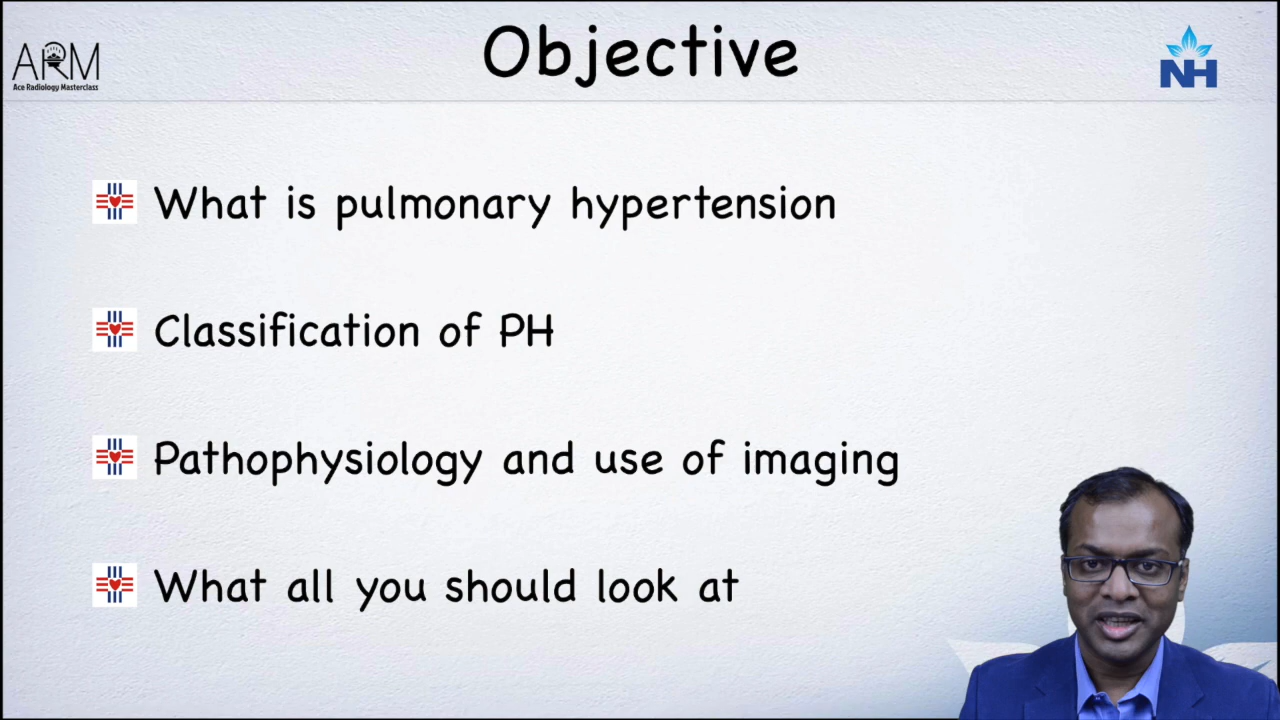 Objective
ARM
Ace Radiology Masterclass
NH
What is pulmonary hypertension
Classification of PH
Pathophysiology and use of imaging
What all you should look at